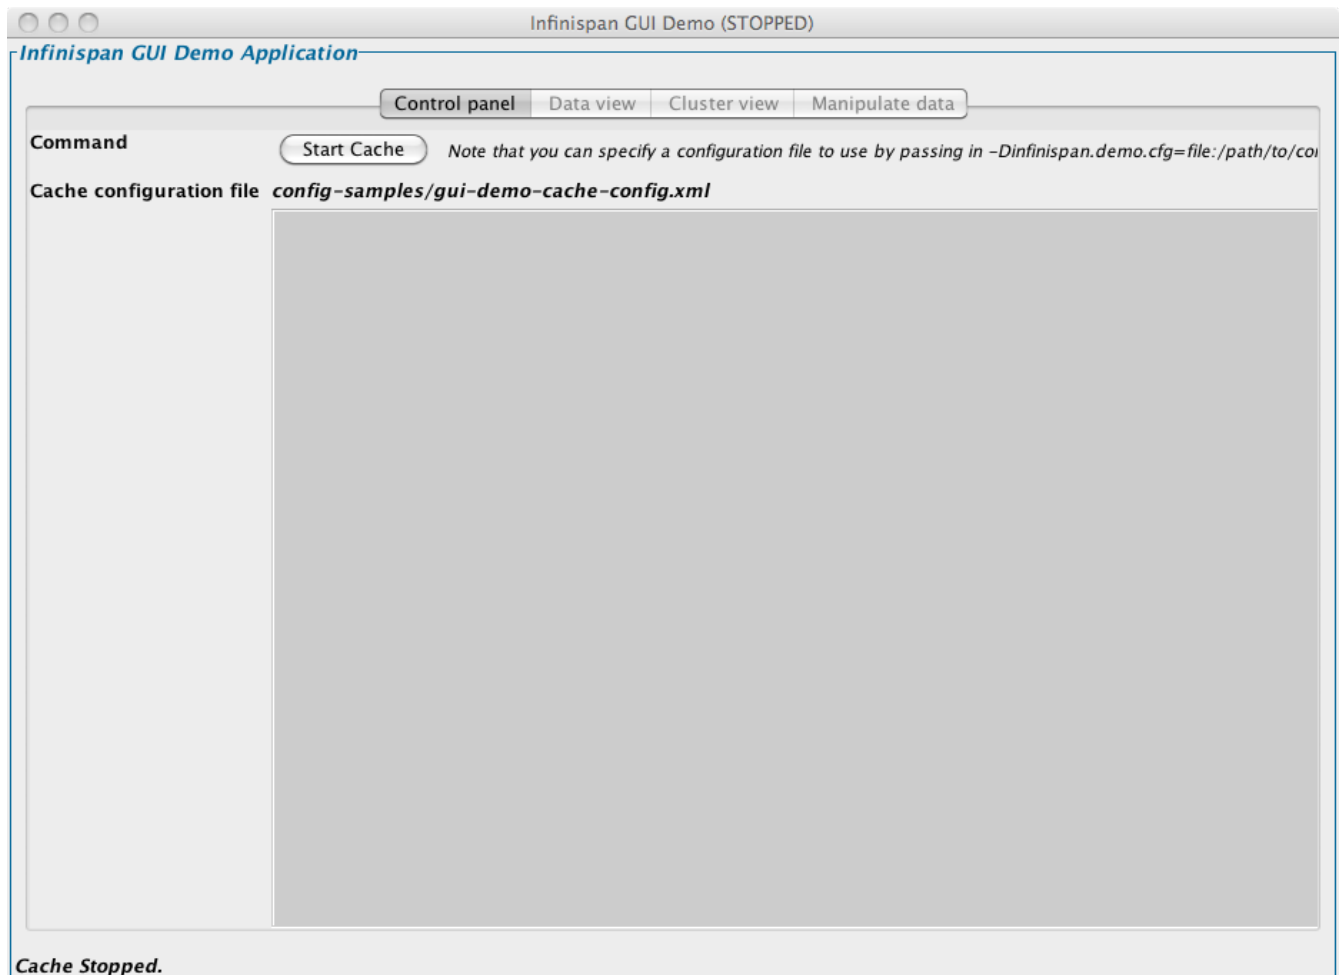 Infinispan GUI Demo (STOPPED)
Infinispan GUI Demo Application
Control panel Data view Cluster view Manipulate data
Command Start Cache Note that you can specify a configuration file to use by passing in -Dinfinispan.demo.cfg=file:/path/to/con
Cache configuration file config-samples/gui-demo-cache-config.xml
Cache Stopped.